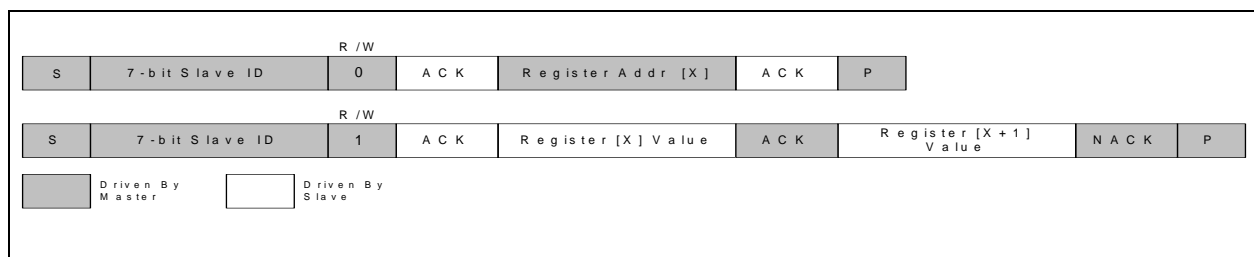 R/W
S 7-bit Slave ID 0 ACK Register Addr [X] ACK P
R/W
S 7-bit Slave ID 1 ACK Register [X] Value ACK Register [X+1] Value NACK P
Driven By Master Driven By Slave